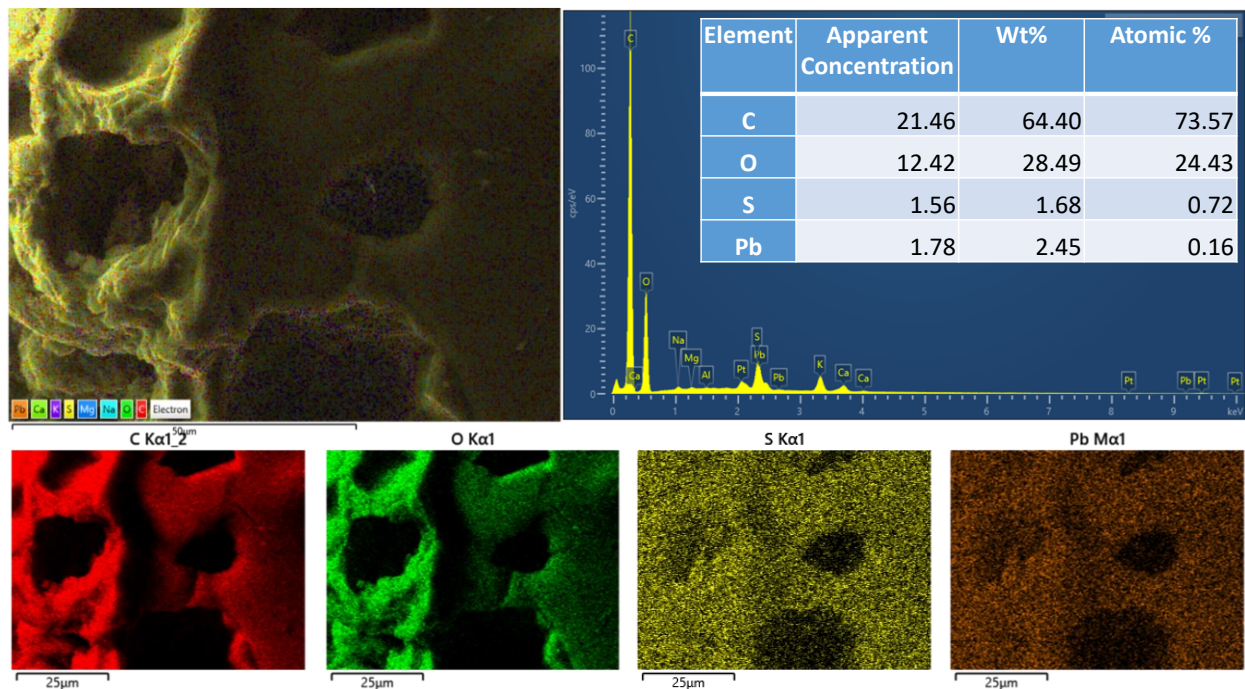 Element Apparent Concentration Wt% Atomic %
C 21.46 64.40 73.57
O 12.42 28.49 24.43
S 1.56 1.68 0.72
Pb 1.78 2.45 0.16
cps/eV
100
80
60
40
20
0
C
O
Ca
Na
Mg
Al
Pt
S
Pb
Pb
K
Ca
Ca
Pt
Pb
Pt
Pt
0 1 2 3 4 5 6 7 8 9 keV
Pb Ca K S Mg Na O C Electron
50μm
C Kα1_2
O Kα1
S Kα1
Pb Mα1
25μm
25μm
25μm
25μm